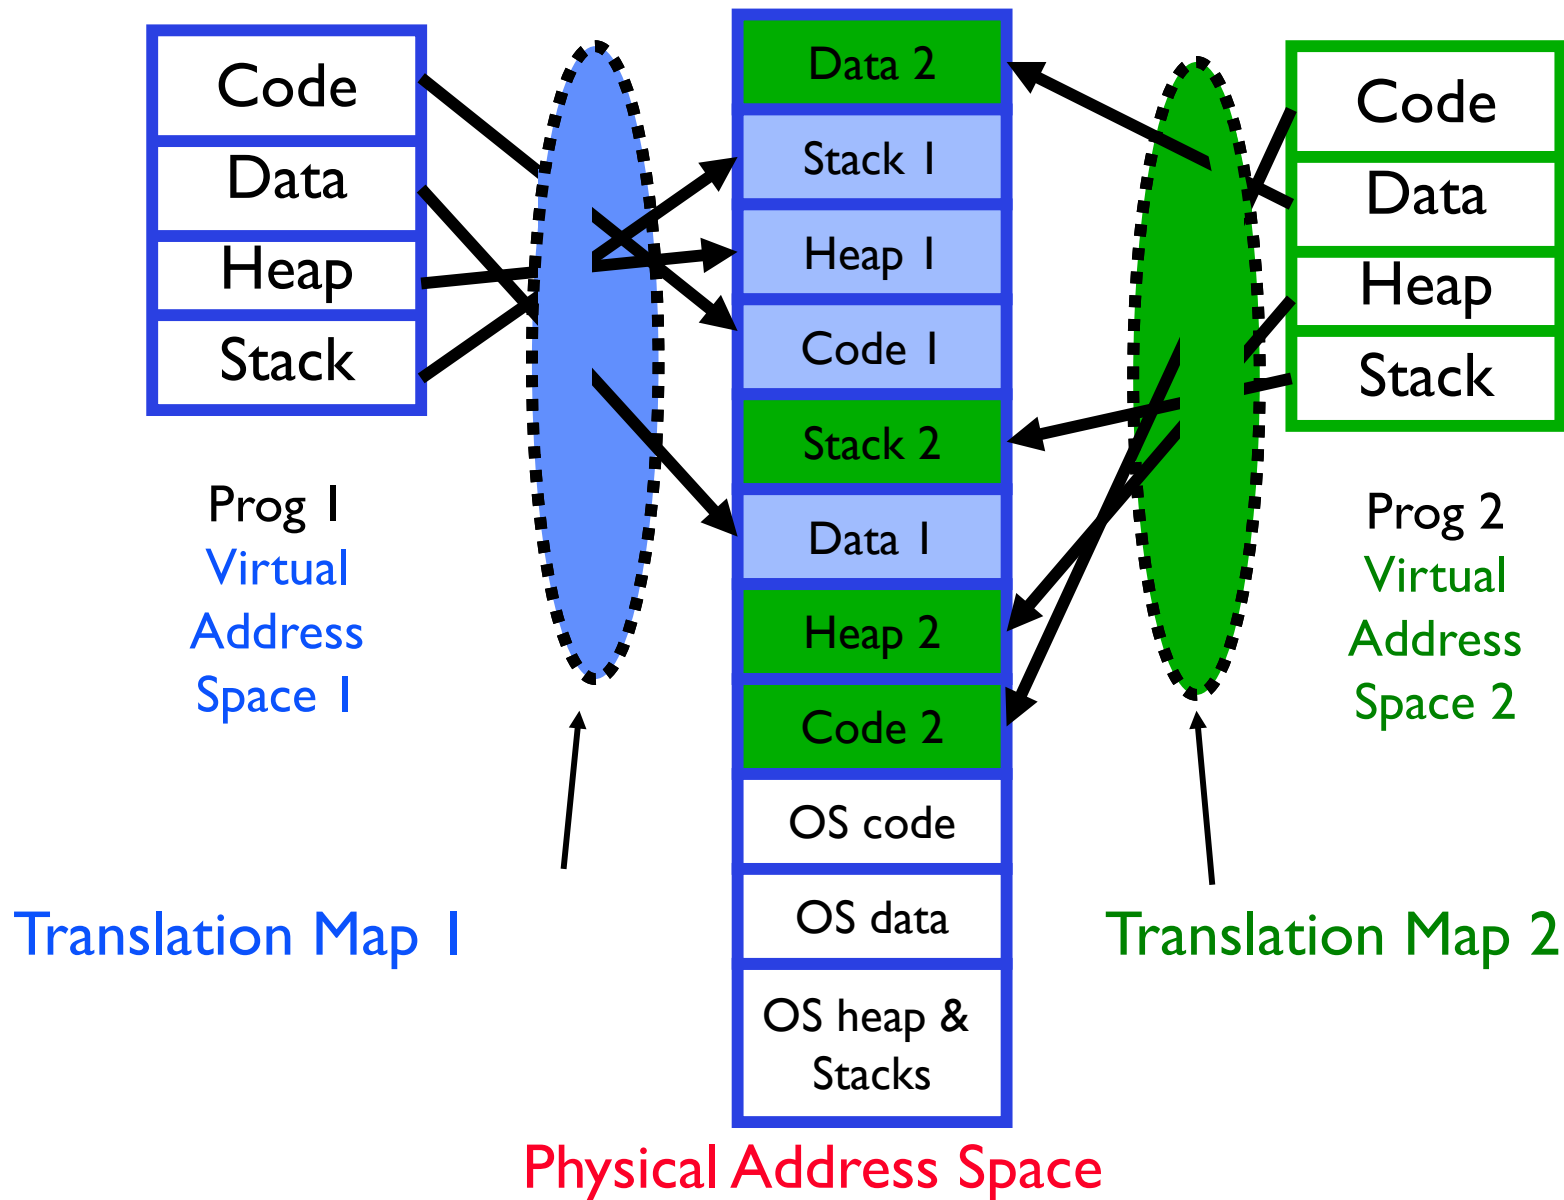 Code
Data
Heap
Stack
Prog 1
Virtual
Address
Space 1
Translation Map 1
Data 2
Stack 1
Heap 1
Code 1
Stack 2
Data 1
Heap 2
Code 2
OS code
OS data
OS heap &
Stacks
Physical Address Space
Code
Data
Heap
Stack
Prog 2
Virtual
Address
Space 2
Translation Map 2